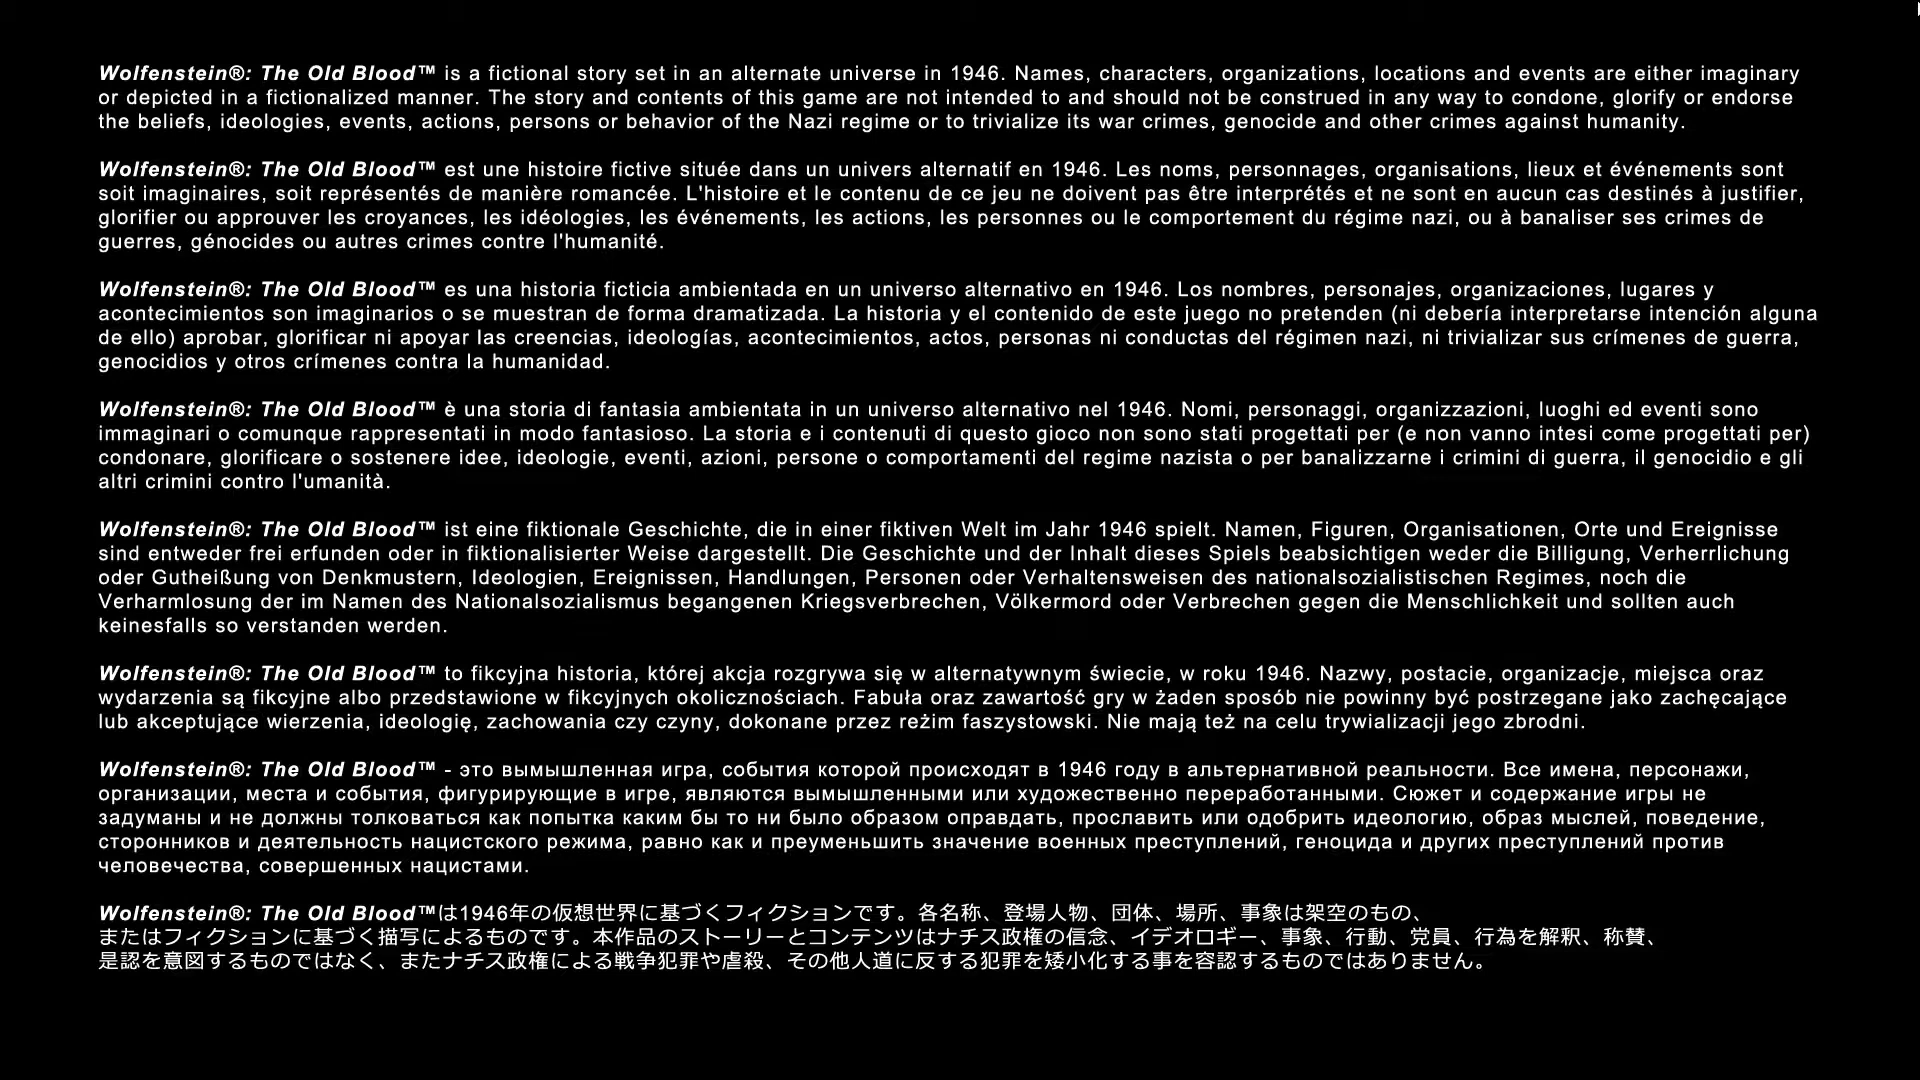 Wolfenstein®: The Old Blood™ is a fictional story set in an alternate universe in 1946. Names, characters, organizations, locations and events are either imaginary
or depicted in a fictionalized manner. The story and contents of this game are not intended to and should not be construed in any way to condone, glorify or endorse
the beliefs, ideologies, events, actions, persons or behavior of the Nazi regime or to trivialize its war crimes, genocide and other crimes against humanity.
Wolfenstein®: The Old Blood™ est une histoire fictive située dans un univers alternatif en 1946. Les noms, personnages, organisations, lieux et événements sont
soit imaginaires, soit représentés de manière romancée. L'histoire et le contenu de ce jeu ne doivent pas être interprétés et ne sont en aucun cas destinés à justifier,
glorifier ou approuver les croyances, les idéologies, les événements, les actions, les personnes ou le comportement du régime nazi, ou à banaliser ses crimes de
guerres, génocides ou autres crimes contre l'humanité.
Wolfenstein®: The Old Blood™ es una historia ficticia ambientada en un universo alternativo en 1946. Los nombres, personajes, organizaciones, lugares y
acontecimientos son imaginarios o se muestran de forma dramatizada. La historia y el contenido de este juego no pretenden (ni debería interpretarse intención alguna
de ello) aprobar, glorificar ni apoyar las creencias, ideologías, acontecimientos, actos, personas ni conductas del régimen nazi, ni trivializar sus crímenes de guerra,
genocidios y otros crímenes contra la humanidad.
Wolfenstein®: The Old Blood™ è una storia di fantasia ambientata in un universo alternativo nel 1946. Nomi, personaggi, organizzazioni, luoghi ed eventi sono
immaginari o comunque rappresentati in modo fantasioso. La storia e i contenuti di questo gioco non sono stati progettati per (e non vanno intesi come progettati per)
condonare, glorificare o sostenere idee, ideologie, eventi, azioni, persone o comportamenti del regime nazista o per banalizzarne i crimini di guerra, il genocidio e gli
altri crimini contro l'umanità.
Wolfenstein®: The Old Blood™ ist eine fiktionale Geschichte, die in einer fiktiven Welt im Jahr 1946 spielt. Namen, Figuren, Organisationen, Orte und Ereignisse
sind entweder frei erfunden oder in fiktionalisierter Weise dargestellt. Die Geschichte und der Inhalt dieses Spiels beabsichtigen weder die Billigung, Verherrlichung
oder Gutheißung von Denkmustern, Ideologien, Ereignissen, Handlungen, Personen oder Verhaltensweisen des nationalsozialistischen Regimes, noch die
Verharmlosung der im Namen des Nationalsozialismus begangenen Kriegsverbrechen, Völkermord oder Verbrechen gegen die Menschlichkeit und sollten auch
keinesfalls so verstanden werden.
Wolfenstein®: The Old Blood™ to fikcyjna historia, której akcja rozgrywa się w alternatywnym świecie, w roku 1946. Nazwy, postacie, organizacje, miejsca oraz
wydarzenia są fikcyjne albo przedstawione w fikcyjnych okolicznościach. Fabuła oraz zawartość gry w żaden sposób nie powinny być postrzegane jako zachęcające
lub akceptujące wierzenia, ideologię, zachowania czy czyny, dokonane przez reżim faszystowski. Nie mają też na celu trywializacji jego zbrodni.
Wolfenstein®: The Old Blood™ - это вымышленная игра, события которой происходят в 1946 году в альтернативной реальности. Все имена, персонажи,
организации, места и события, фигурирующие в игре, являются вымышленными или художественно переработанными. Сюжет и содержание игры не
задуманы и не должны толковаться как попытка каким бы то ни было образом оправдать, прославить или одобрить идеологию, образ мыслей, поведение,
сторонников и деятельность нацистского режима, равно как и преуменьшить значение военных преступлений, геноцида и других преступлений против
человечества, совершенных нацистами.
Wolfenstein®: The Old Blood™は1946年の仮想世界に基づくフィクションです。各名称、登場人物、団体、場所、事象は架空のもの、
またはフィクションに基づく描写によるものです。本作品のストーリーとコンテンツはナチス政権の信念、イデオロギー、事象、行動、党員、行為を解釈、称賛、
是認を意図するものではなく、またナチス政権による戦争犯罪や虐殺、その他人道に反する犯罪を矮小化する事を容認するものではありません。